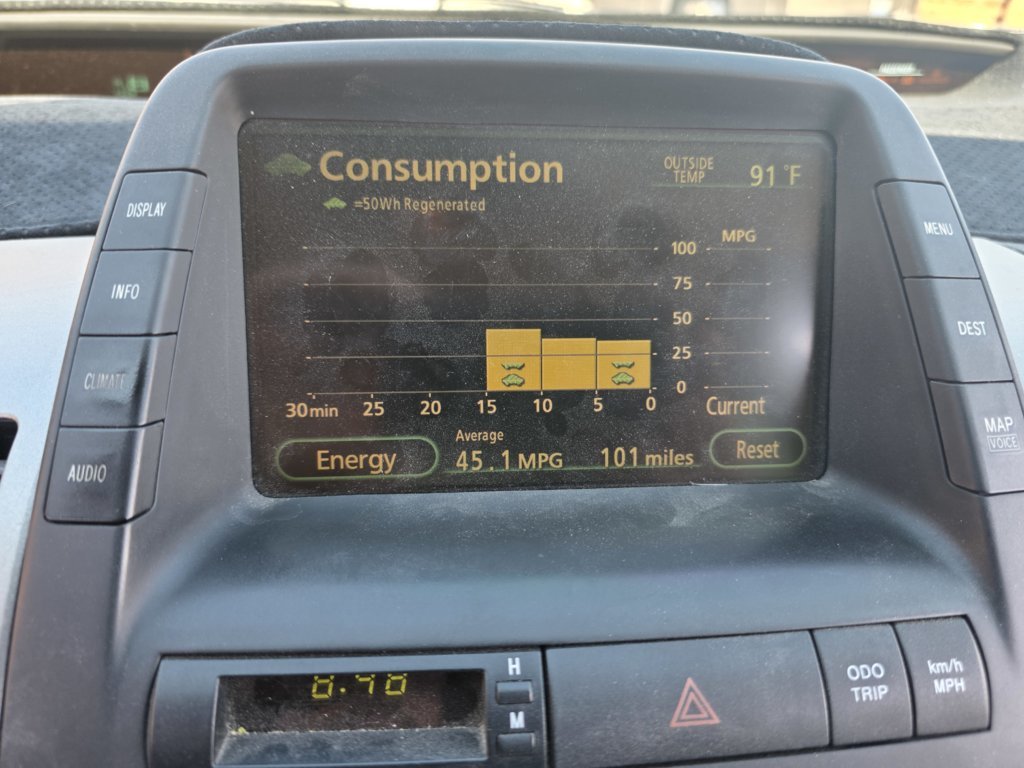 Consumption
OUTSIDE TEMP 91 °F
=50Wh Regenerated
MPG
100
75
50
25
0
30min 25 20 15 10 5 0
Current
Average
45.1 MPG 101 miles
Energy
Reset
DISPLAY
INFO
CLIMATE
AUDIO
MENU
DEST
MAP
VOICE
H
M
ODO
TRIP
km/h
MPH